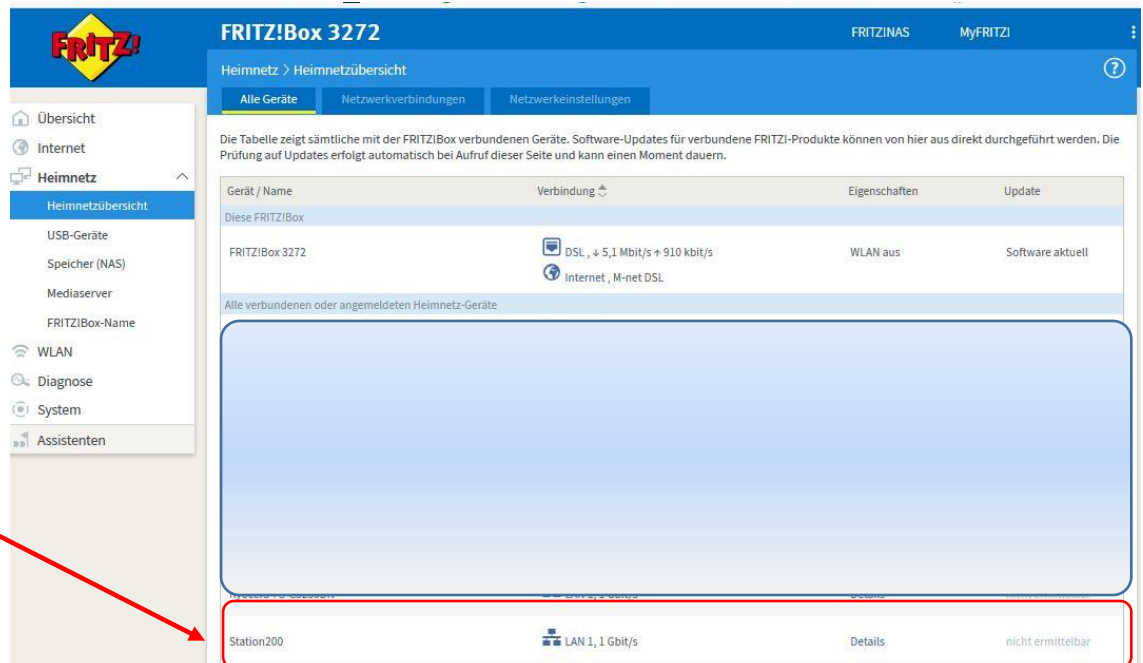 FRITZ!
FRITZ!Box 3272
FRITZ!NAS
MyFRITZ!
Heimnetz > Heimnetzübersicht
Alle Geräte
Netzwerkverbindungen
Netzwerkeinstellungen
Übersicht
Internet
Heimnetz
Heimnetzübersicht
USB-Geräte
Speicher (NAS)
Mediaserver
FRITZ!Box-Name
WLAN
Diagnose
System
Assistenten
Die Tabelle zeigt sämtliche mit der FRITZ!Box verbundenen Geräte. Software-Updates für verbundene FRITZ!-Produkte können von hier aus direkt durchgeführt werden. Die
Prüfung auf Updates erfolgt automatisch bei Aufruf dieser Seite und kann einen Moment dauern.
Gerät / Name Verbindung Eigenschaften Update
Diese FRITZ!Box
FRITZ!Box 3272 DSL , ↓ 5,1 Mbit/s ↑ 910 kbit/s WLAN aus Software aktuell
Internet , M-net DSL
Alle verbundenen oder angemeldeten Heimnetz-Geräte
Station200 LAN 1, 1 Gbit/s Details nicht ermittelbar